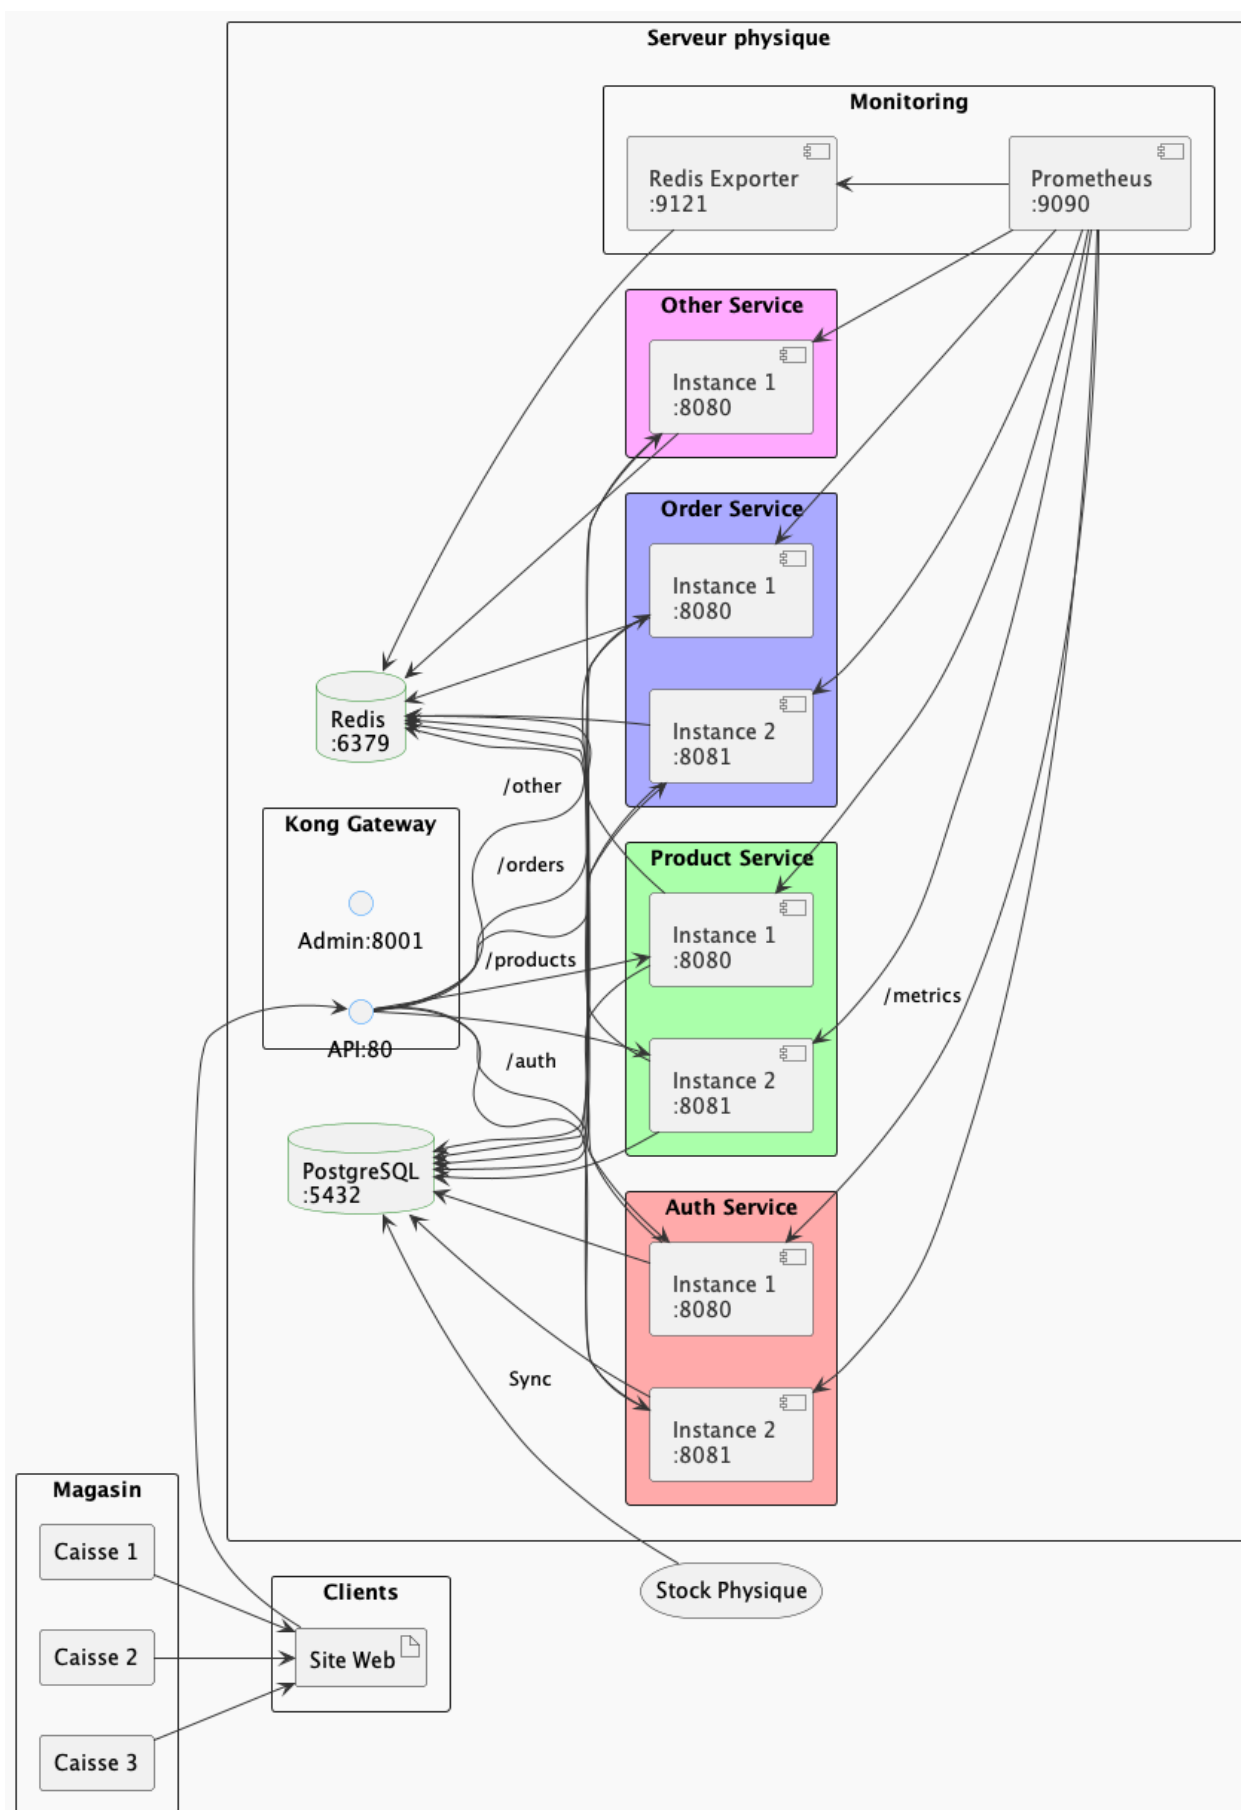 Serveur physique
Monitoring
Redis Exporter
:9121
Prometheus
:9090
Other Service
Instance 1
:8080
Order Service
Instance 1
:8080
Instance 2
:8081
Redis
:6379
/other
Kong Gateway
/orders
Admin:8001
/products
API:80
/auth
Product Service
Instance 1
:8080
/metrics
Instance 2
:8081
PostgreSQL
:5432
Auth Service
Instance 1
:8080
Sync
Instance 2
:8081
Magasin
Caisse 1
Caisse 2
Caisse 3
Clients
Site Web
Stock Physique